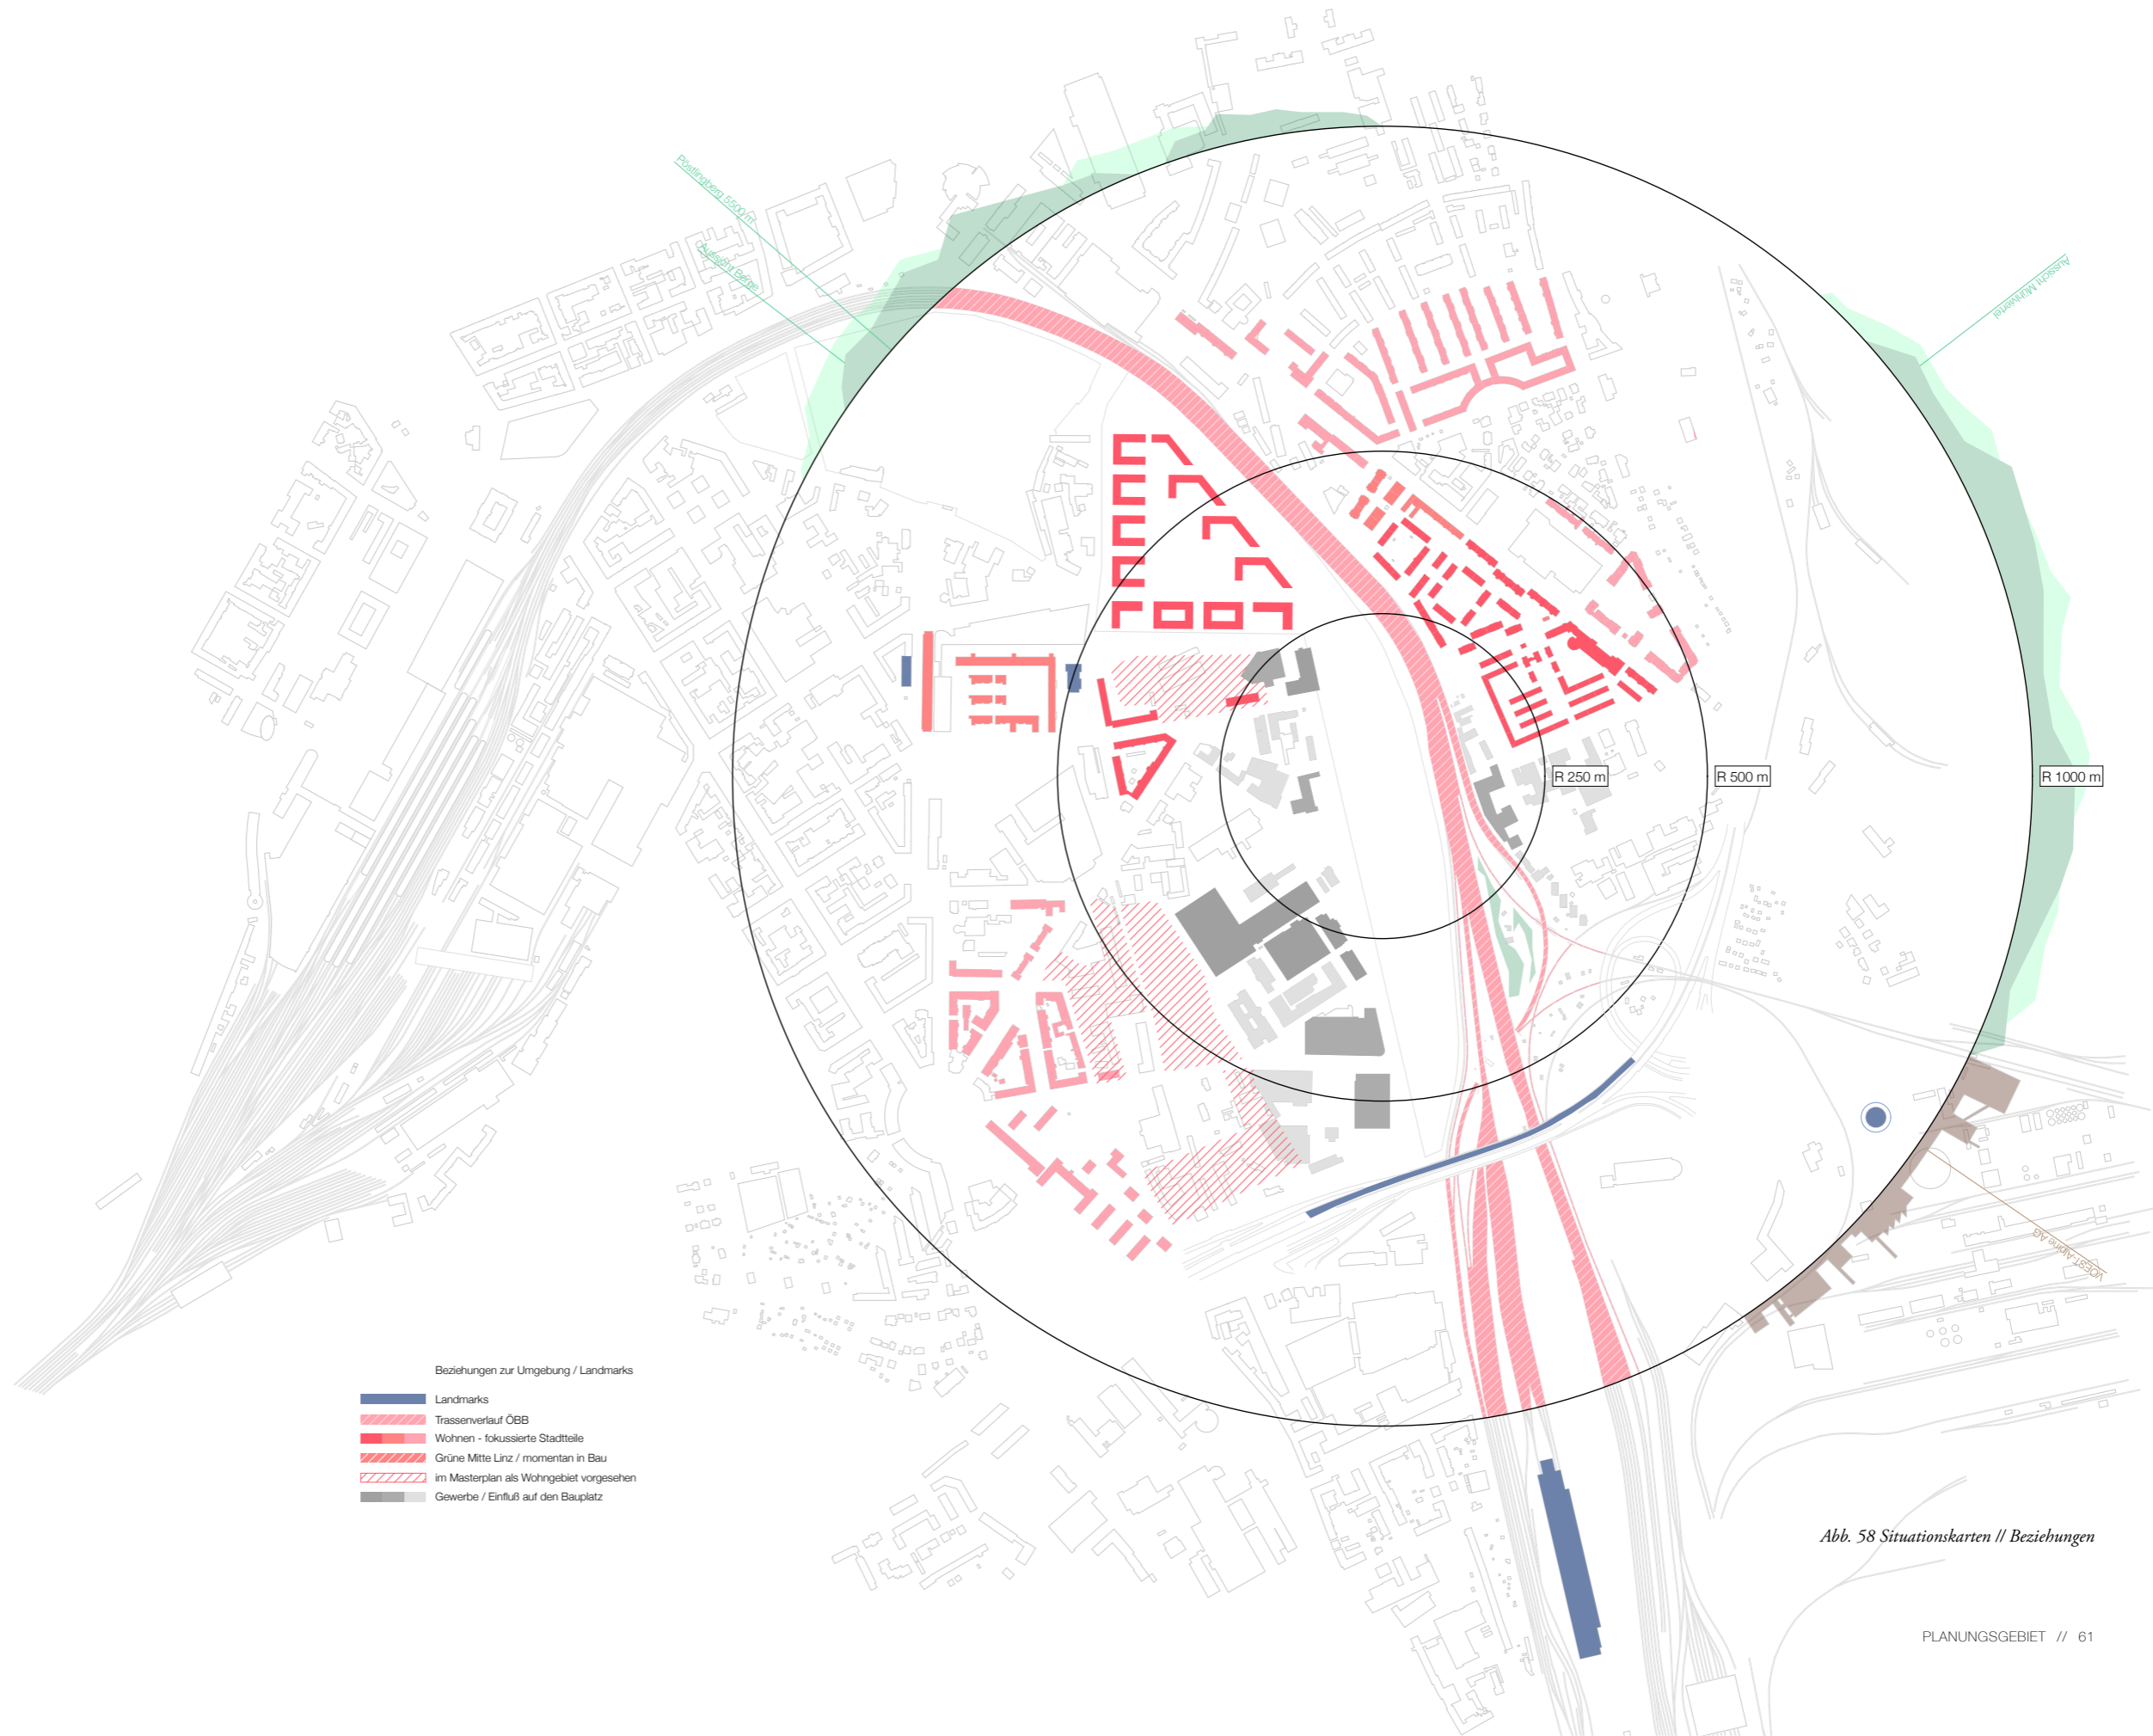 Pöstlingberg 5500 m
Aussicht Berge
Aussicht Mühlviertel
R 250 m
R 500 m
R 1000 m
VOEST-Alpine AG
Beziehungen zur Umgebung / Landmarks
Landmarks
Trassenverlauf ÖBB
Wohnen - fokussierte Stadtteile
Grüne Mitte Linz / momentan in Bau
im Masterplan als Wohngebiet vorgesehen
Gewerbe / Einfluß auf den Bauplatz
Abb. 58 Situationskarten // Beziehungen
PLANUNGSGEBIET // 61